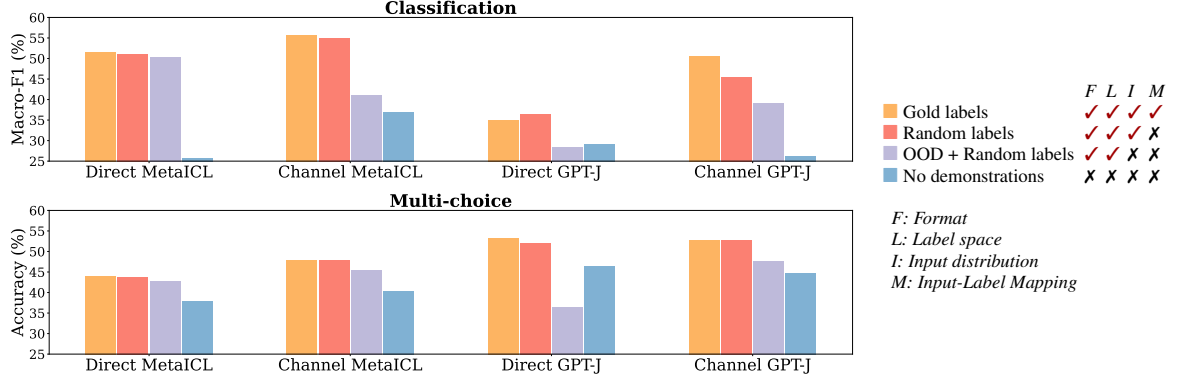 Classification
Macro-F1 (%)
60
55
50
45
40
35
30
25
Direct MetaICL Channel MetaICL Direct GPT-J Channel GPT-J
Multi-choice
Accuracy (%)
60
55
50
45
40
35
30
25
Direct MetaICL Channel MetaICL Direct GPT-J Channel GPT-J
F L I M
Gold labels ✓ ✓ ✓ ✓
Random labels ✓ ✓ ✓ ✗
OOD + Random labels ✓ ✓ ✗ ✗
No demonstrations ✗ ✗ ✗ ✗
F: Format
L: Label space
I: Input distribution
M: Input-Label Mapping